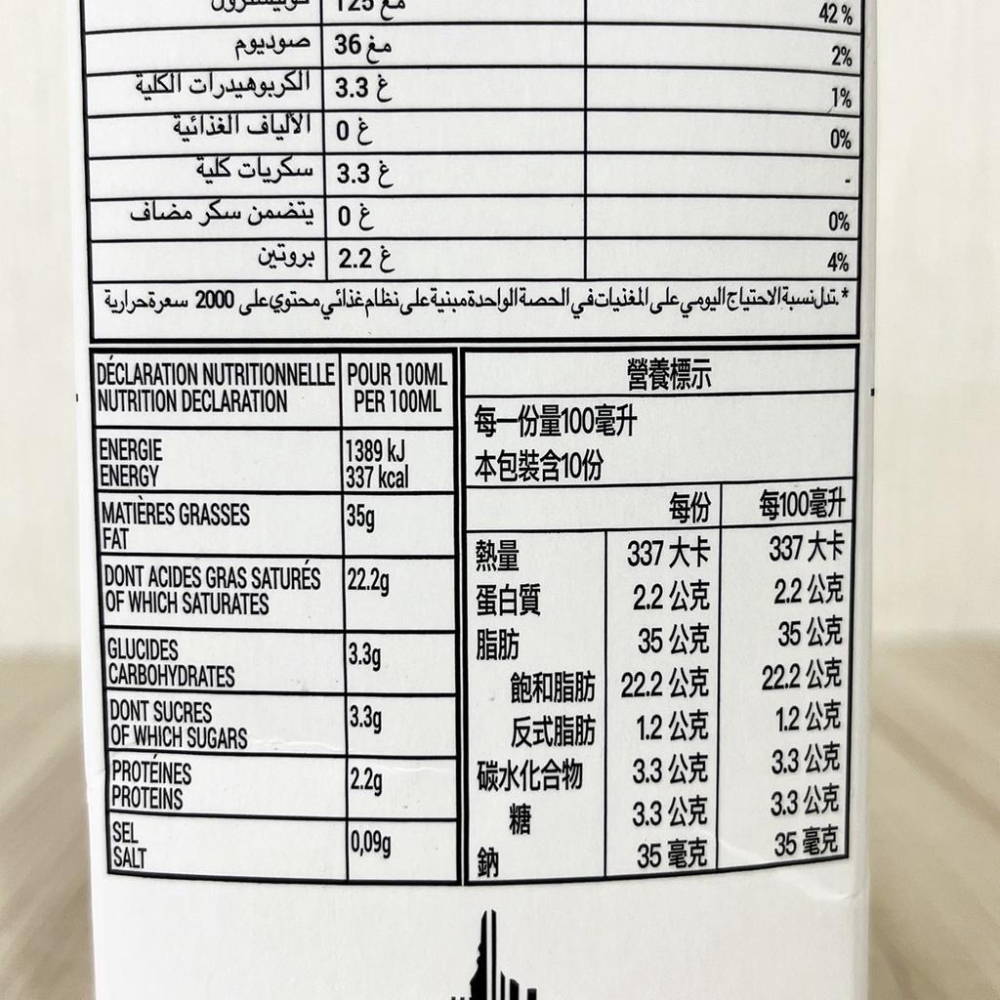 كوليسترول 125 مغ 42%
صوديوم 36 مغ 2%
الكربوهيدرات الكلية 3.3 غ 1%
الألياف الغذائية 0 غ 0%
سكريات كلية 3.3 غ -
يتضمن سكر مضاف 0 غ 0%
بروتين 2.2 غ 4%
*.تدل نسبة الاحتياج اليومي على المغذيات في الحصة الواحدة مبنية على نظام غذائي محتوي على 2000 سعرة حرارية
DÉCLARATION NUTRITIONNELLE POUR 100ML
NUTRITION DECLARATION PER 100ML
ENERGIE 1389 kJ
ENERGY 337 kcal
MATIÈRES GRASSES 35g
FAT
DONT ACIDES GRAS SATURÉS 22.2g
OF WHICH SATURATES
GLUCIDES 3.3g
CARBOHYDRATES
DONT SUCRES 3.3g
OF WHICH SUGARS
PROTÉINES 2.2g
PROTEINS
SEL 0,09g
SALT
營養標示
每一份量100毫升
本包裝含10份
每份 每100毫升
熱量 337 大卡 337 大卡
蛋白質 2.2 公克 2.2 公克
脂肪 35 公克 35 公克
飽和脂肪 22.2 公克 22.2 公克
反式脂肪 1.2 公克 1.2 公克
碳水化合物 3.3 公克 3.3 公克
糖 3.3 公克 3.3 公克
鈉 35 毫克 35 毫克